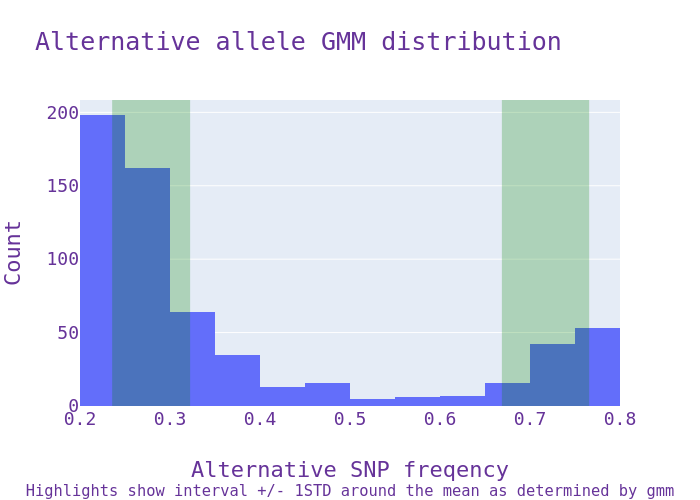 Alternative allele GMM distribution
200
150
100
50
0
Count
0.2 0.3 0.4 0.5 0.6 0.7 0.8
Alternative SNP freqency
Highlights show interval +/- 1STD around the mean as determined by gmm